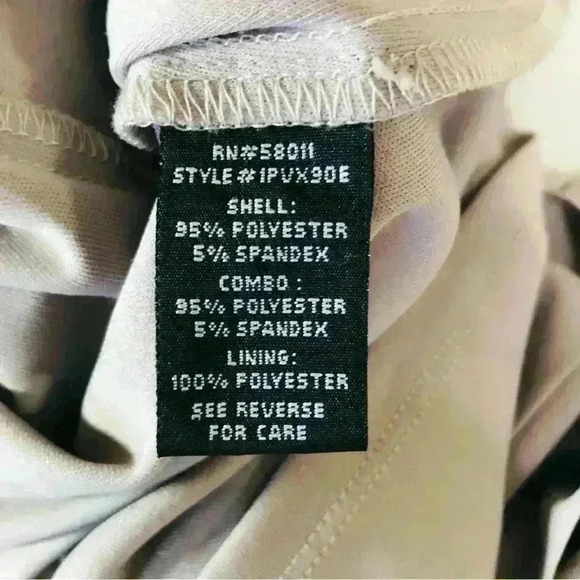 RN#58011
STYLE#1PVX90E
SHELL:
95% POLYESTER
5% SPANDEX
COMBO :
95% POLYESTER
5% SPANDEX
LINING:
100% POLYESTER
SEE REVERSE
FOR CARE